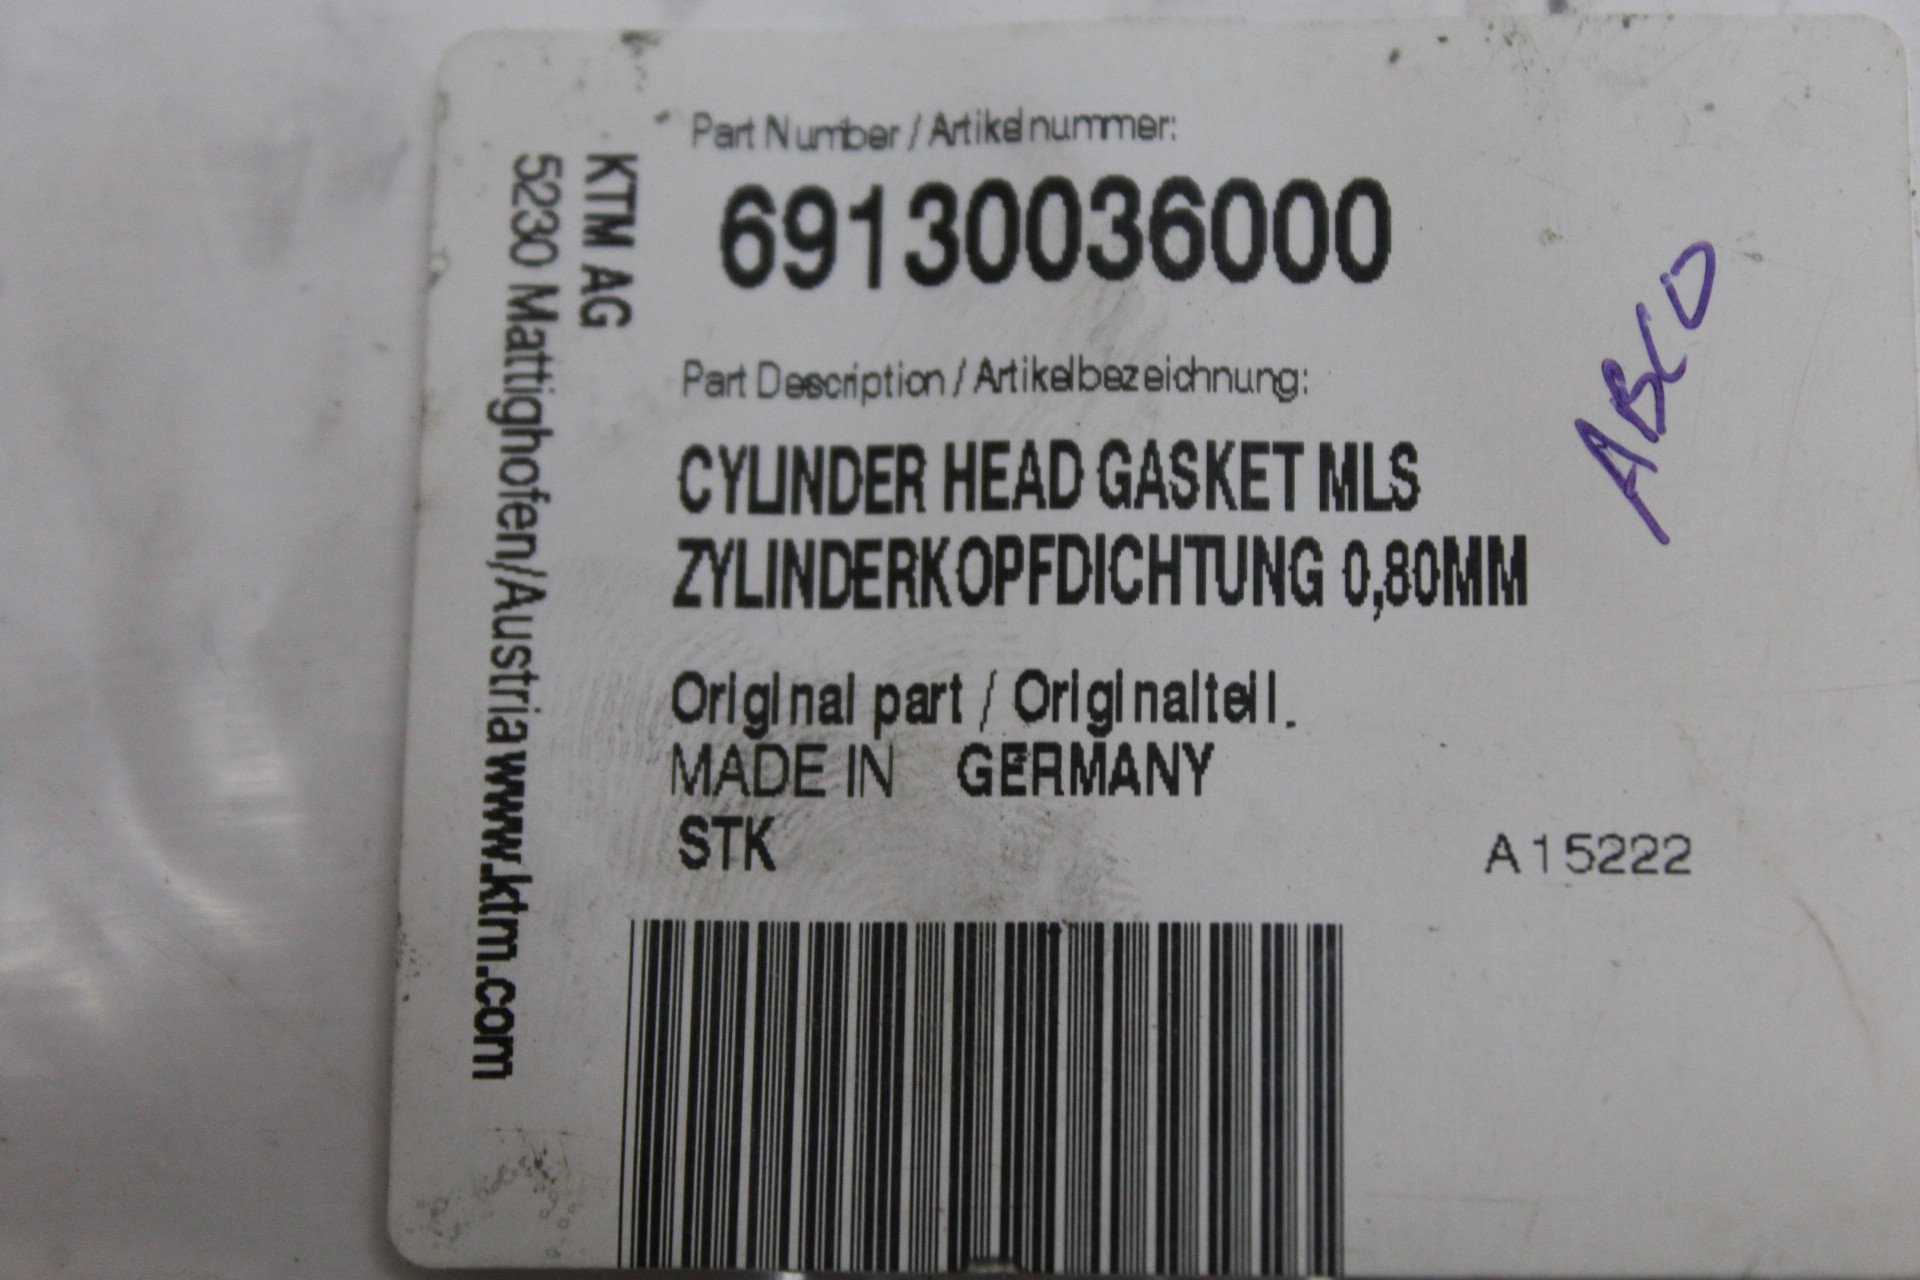 Part Number / Artikelnummer:
69130036000
Part Description / Artikelbezeichnung:
CYLINDER HEAD GASKET MLS
ZYLINDERKOPFDICHTUNG 0,80MM
Original part / Originalteil.
MADE IN GERMANY
STK
A15222
KTM AG
5230 Mattighofen/Austria www.ktm.com
ABCD